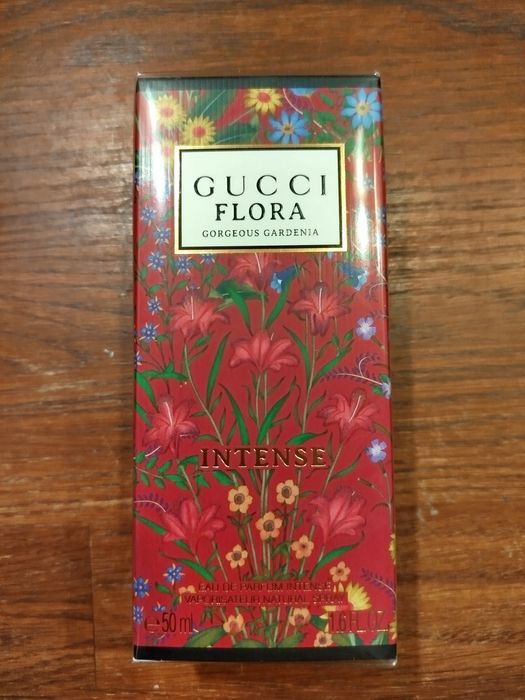 GUCCI
FLORA
GORGEOUS GARDENIA
INTENSE
EAU DE PARFUM INTENSE
VAPORISATEUR NATURAL SPRAY
℮50 ml 1.6 FL. OZ.